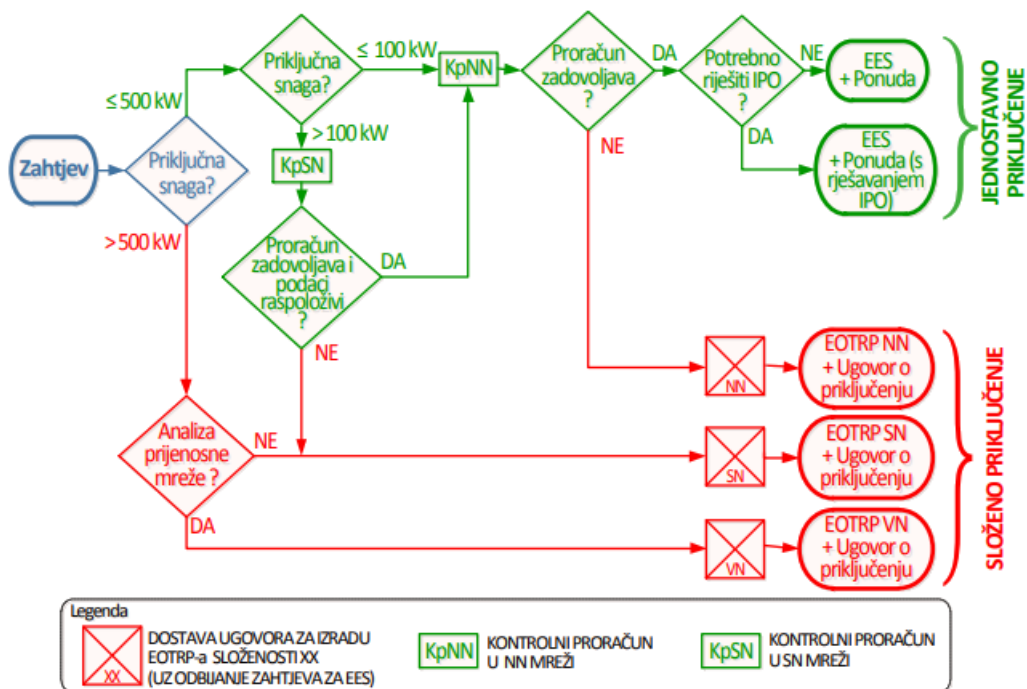 Zahtjev
Priključna
snaga?
≤ 500 kW
> 500 kW
Priključna
snaga?
≤ 100 kW
> 100 kW
KpSN
KpNN
Proračun
zadovoljava i
podaci
raspoloživi
?
DA
NE
Proračun
zadovoljava
?
DA
NE
Potrebno
riješiti IPO
?
NE
DA
EES
+ Ponuda
EES
+ Ponuda (s
rješavanjem
IPO)
JEDNOSTAVNO
PRIKLJUČENJE
Analiza
prijenosne
mreže ?
NE
DA
NN
EOTRP NN
+ Ugovor o
priključenju
SN
EOTRP SN
+ Ugovor o
priključenju
VN
EOTRP VN
+ Ugovor o
priključenju
SLOŽENO PRIKLJUČENJE
Legenda
XX
DOSTAVA UGOVORA ZA IZRADU
EOTRP-a SLOŽENOSTI XX
(UZ ODBIJANJE ZAHTJEVA ZA EES)
KpNN
KONTROLNI PRORAČUN
U NN MREŽI
KpSN
KONTROLNI PRORAČUN
U SN MREŽI